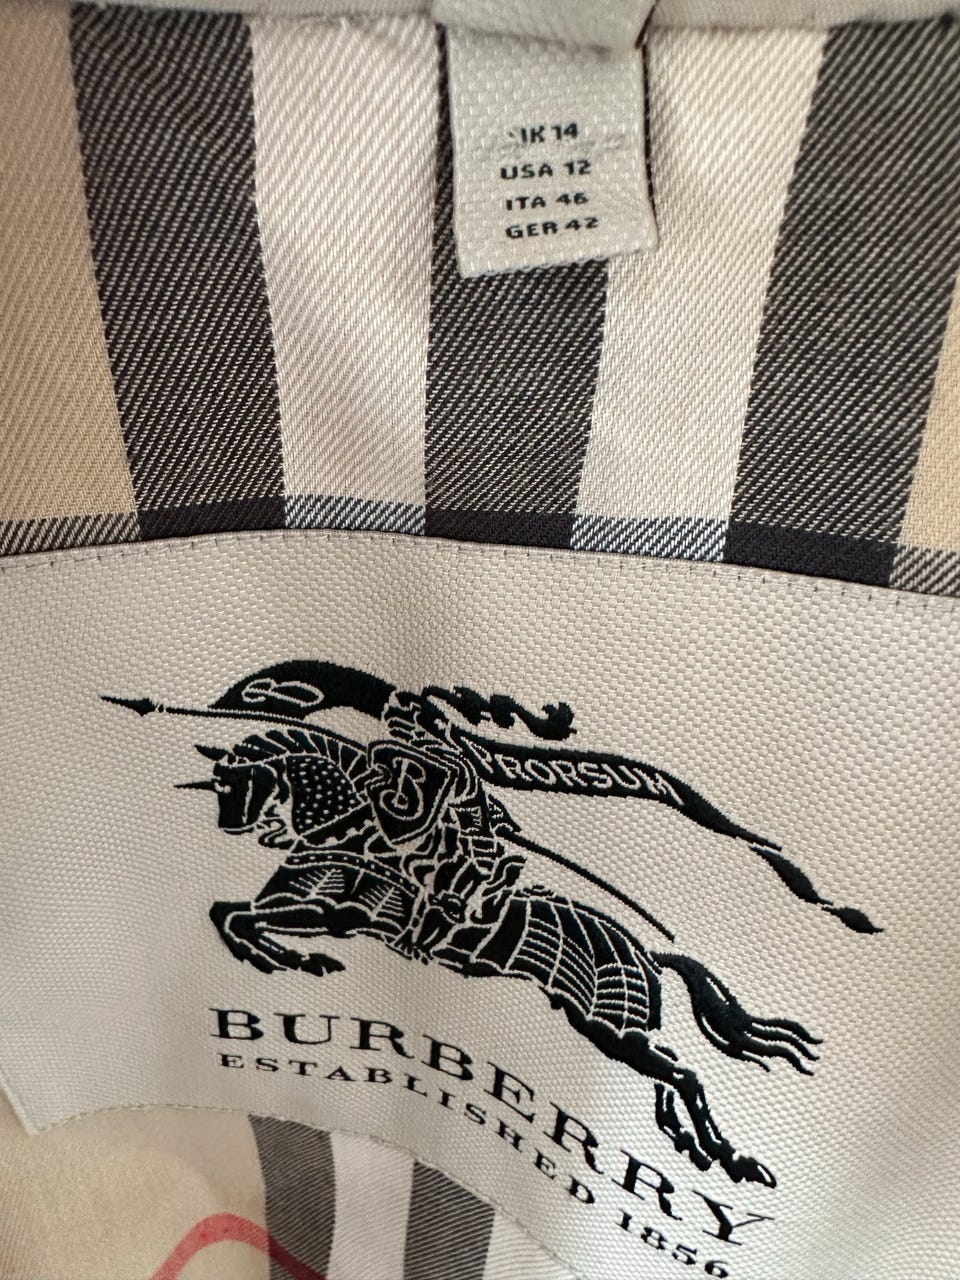 UK 14
USA 12
ITA 46
GER 42
B
PRORSUM
BURBERRY
ESTABLISHED 1856